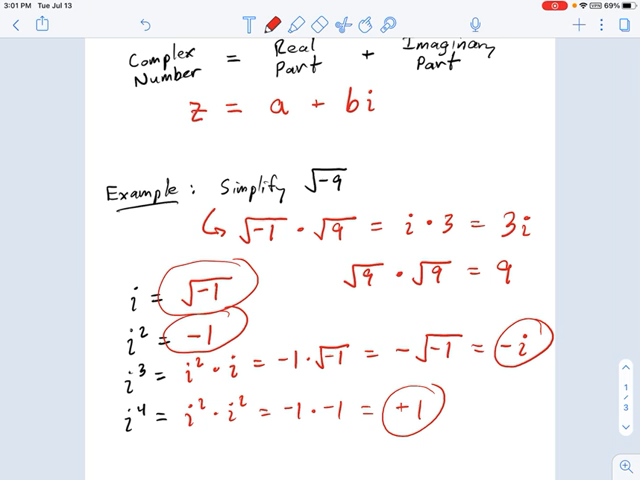 3:01 PM Tue Jul 13
69%
Complex Number = Real Part + Imaginary Part
z = a + bi
Example: Simplify √-9
√-1 · √9 = i · 3 = 3i
√9 · √9 = 9
i = √-1
i² = -1
i³ = i² · i = -1 · √-1 = -√-1 = -i
i⁴ = i² · i² = -1 · -1 = +1
1
/
3